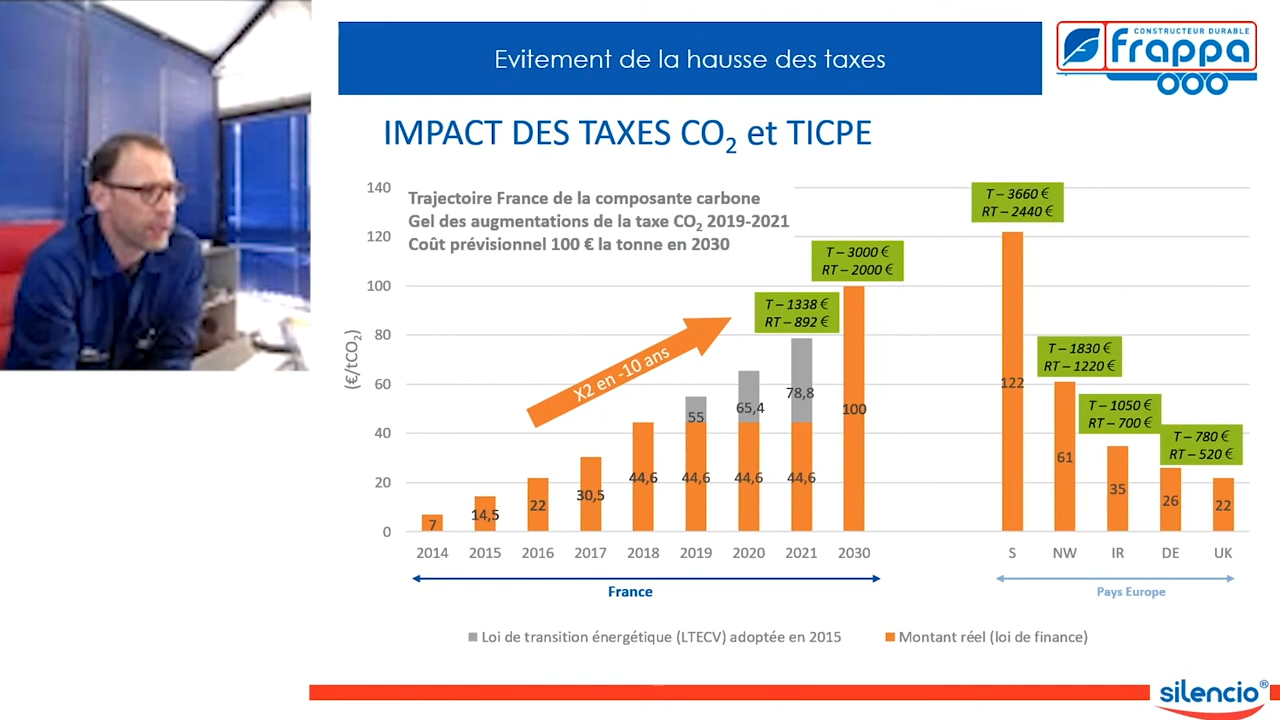 Evitement de la hausse des taxes
CONSTRUCTEUR DURABLE
frappa
IMPACT DES TAXES CO₂ et TICPE
Trajectoire France de la composante carbone
Gel des augmentations de la taxe CO₂ 2019-2021
Coût prévisionnel 100 € la tonne en 2030
(€/tCO₂)
140
120
100
80
60
40
20
0
X2 en -10 ans
T – 1338 €
RT – 892 €
T – 3000 €
RT – 2000 €
T – 3660 €
RT – 2440 €
T – 1830 €
RT – 1220 €
T – 1050 €
RT – 700 €
T – 780 €
RT – 520 €
7
14,5
22
30,5
44,6
55
44,6
65,4
44,6
78,8
44,6
100
122
61
35
26
22
2014 2015 2016 2017 2018 2019 2020 2021 2030 S NW IR DE UK
France
Pays Europe
Loi de transition énergétique (LTECV) adoptée en 2015
Montant réel (loi de finance)
silencio®